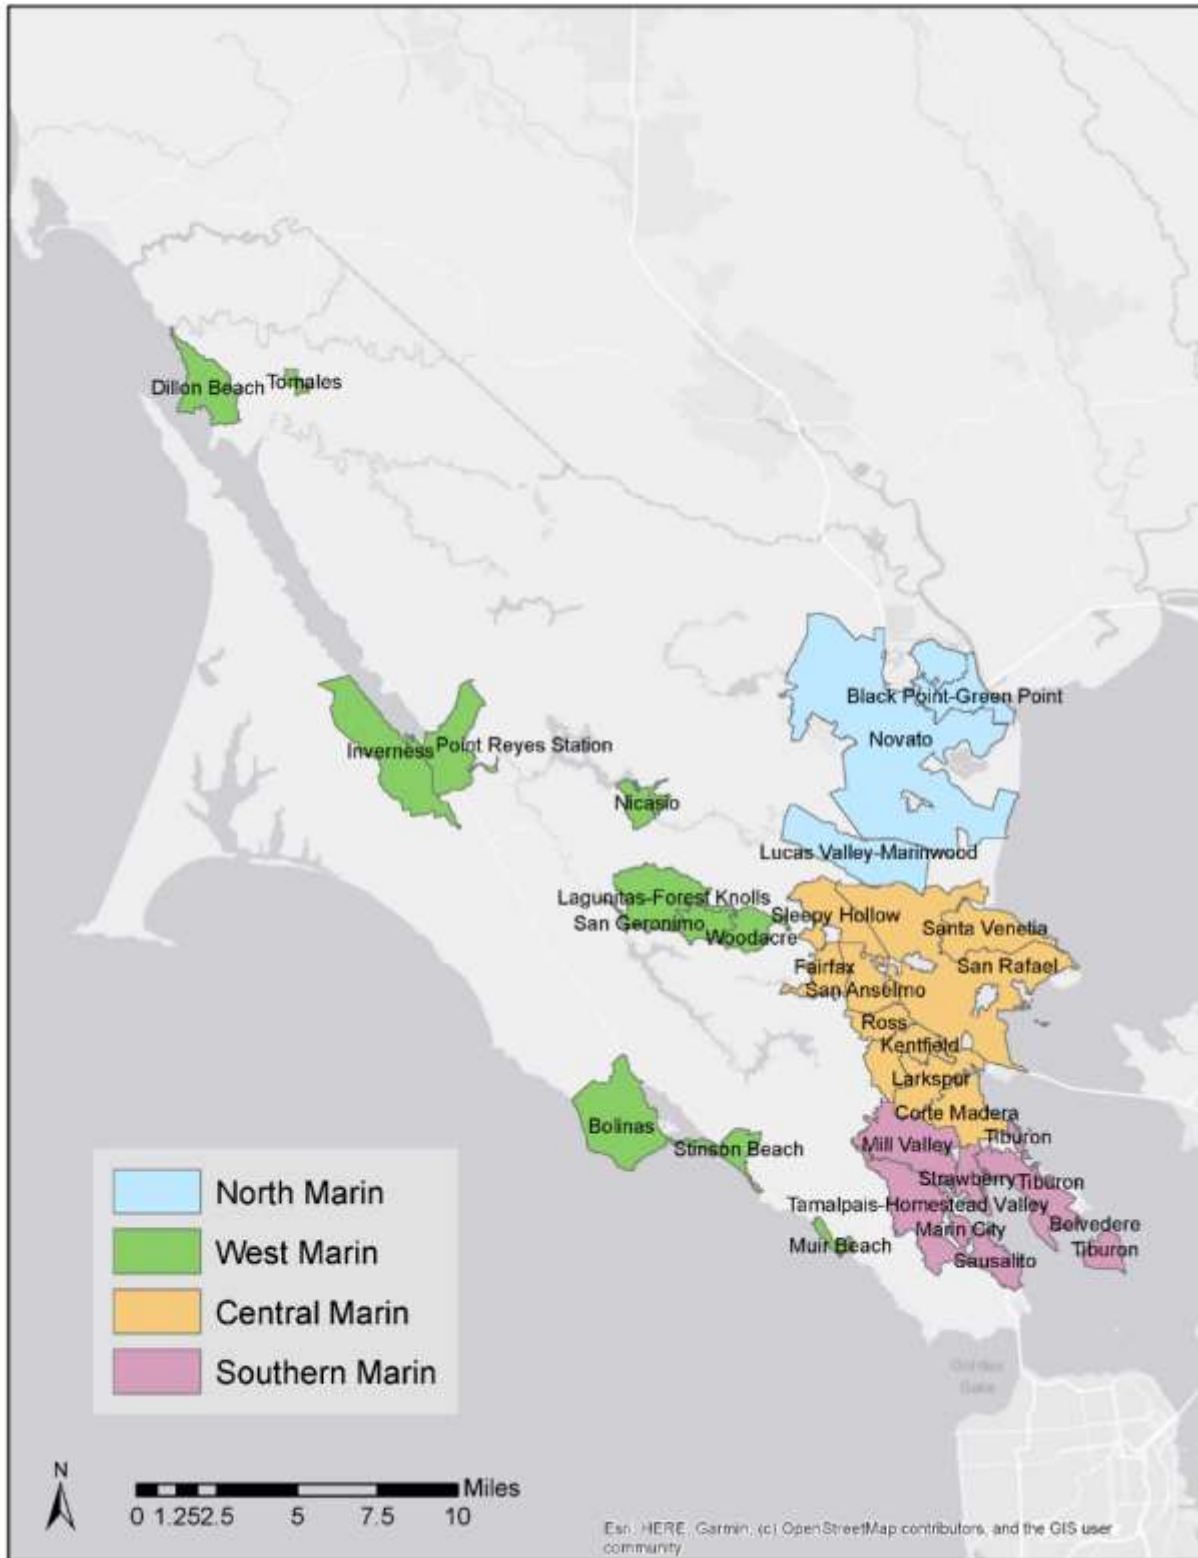 Dillon Beach
Tomales
Black Point-Green Point
Novato
Inverness
Point Reyes Station
Nicasio
Lucas Valley-Marinwood
Lagunitas-Forest Knolls
San Geronimo
Woodacre
Sleepy Hollow
Santa Venetia
Fairfax
San Rafael
San Anselmo
Ross
Kentfield
Larkspur
Corte Madera
Bolinas
Stinson Beach
Mill Valley
Tiburon
Strawberry
Tiburon
Tamalpais-Homestead Valley
Marin City
Belvedere
Muir Beach
Sausalito
Tiburon
North Marin
West Marin
Central Marin
Southern Marin
Golden
Gate
N
Miles
0 1.25 2.5 5 7.5 10
Esri, HERE, Garmin, (c) OpenStreetMap contributors, and the GIS user
community